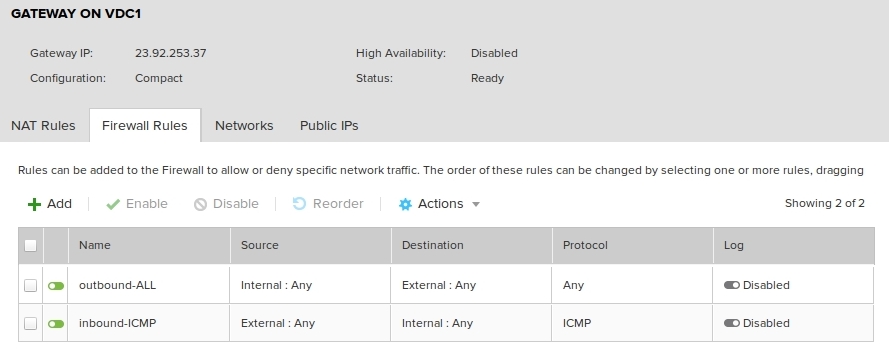 GATEWAY ON VDC1
Gateway IP: 23.92.253.37 High Availability: Disabled
Configuration: Compact Status: Ready
NAT Rules Firewall Rules Networks Public IPs
Rules can be added to the Firewall to allow or deny specific network traffic. The order of these rules can be changed by selecting one or more rules, dragging
Add Enable Disable Reorder Actions Showing 2 of 2
Name Source Destination Protocol Log
outbound-ALL Internal : Any External : Any Any Disabled
inbound-ICMP External : Any Internal : Any ICMP Disabled